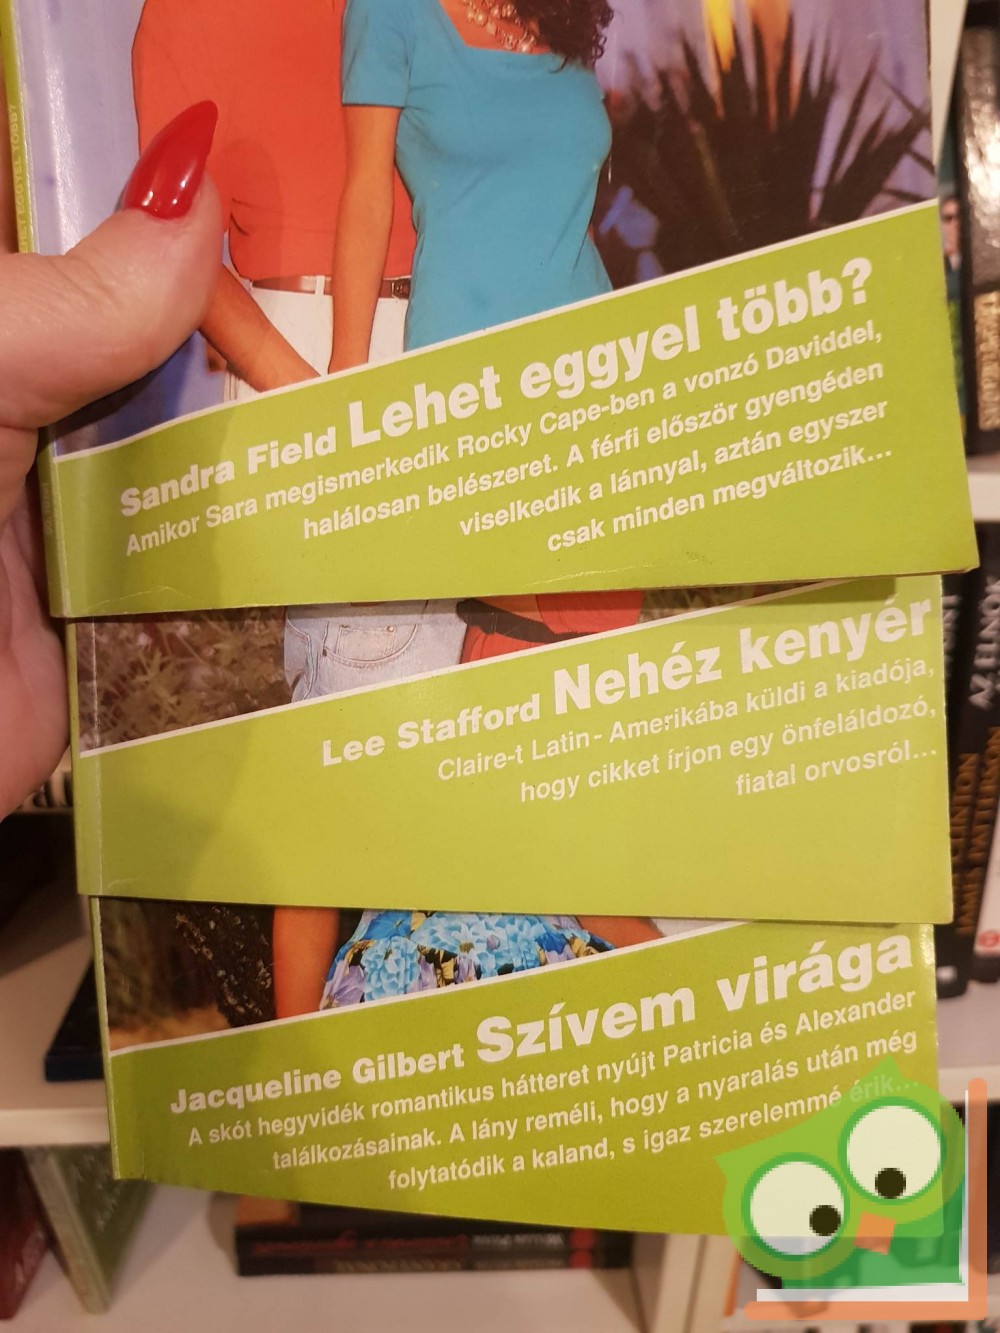 Sandra Field Lehet eggyel több?
Amikor Sara megismerkedik Rocky Cape-ben a vonzó Daviddel,
halálosan belészeret. A férfi először gyengéden
viselkedik a lánnyal, aztán egyszer
csak minden megváltozik...
Lee Stafford Nehéz kenyér
Claire-t Latin-Amerikába küldi a kiadója,
hogy cikket írjon egy önfeláldozó,
fiatal orvosról...
Jacqueline Gilbert Szívem virága
A skót hegyvidék romantikus hátteret nyújt Patricia és Alexander
találkozásainak. A lány reméli, hogy a nyaralás után még
folytatódik a kaland, s igaz szerelemmé érik...